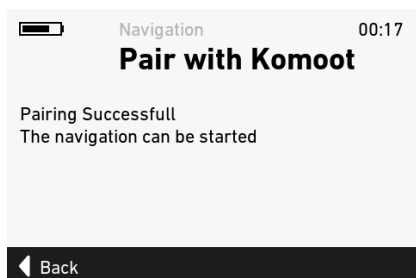 Navigation
00:17
Pair with Komoot
Pairing Successfull
The navigation can be started
Back